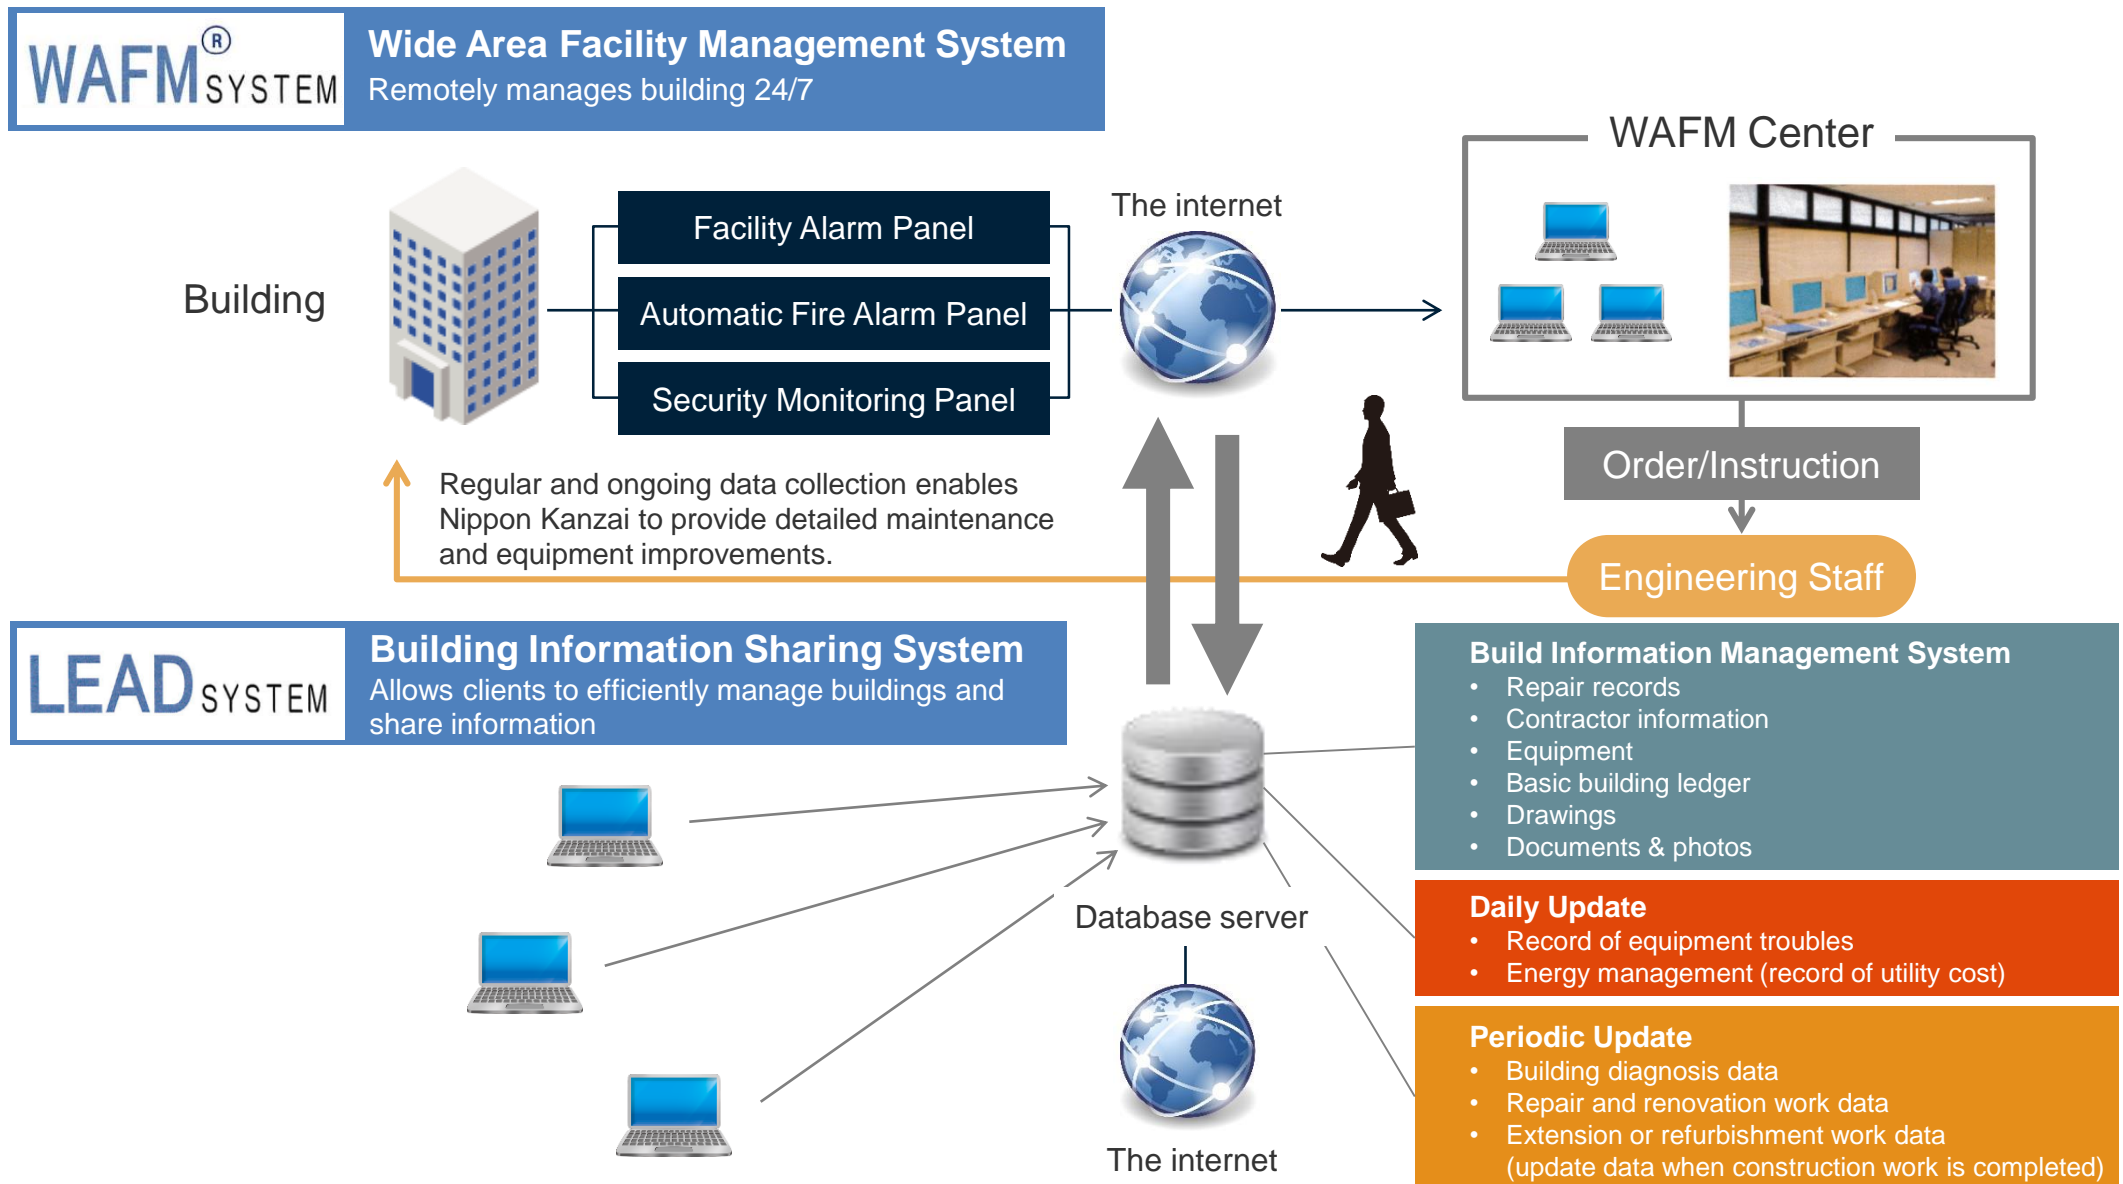 WAFM® SYSTEM
Wide Area Facility Management System
Remotely manages building 24/7
WAFM Center
Building
Facility Alarm Panel
Automatic Fire Alarm Panel
Security Monitoring Panel
The internet
Order/Instruction
Engineering Staff
Regular and ongoing data collection enables
Nippon Kanzai to provide detailed maintenance
and equipment improvements.
LEAD SYSTEM
Building Information Sharing System
Allows clients to efficiently manage buildings and
share information
Database server
The internet
Build Information Management System
• Repair records
• Contractor information
• Equipment
• Basic building ledger
• Drawings
• Documents & photos
Daily Update
• Record of equipment troubles
• Energy management (record of utility cost)
Periodic Update
• Building diagnosis data
• Repair and renovation work data
• Extension or refurbishment work data
(update data when construction work is completed)